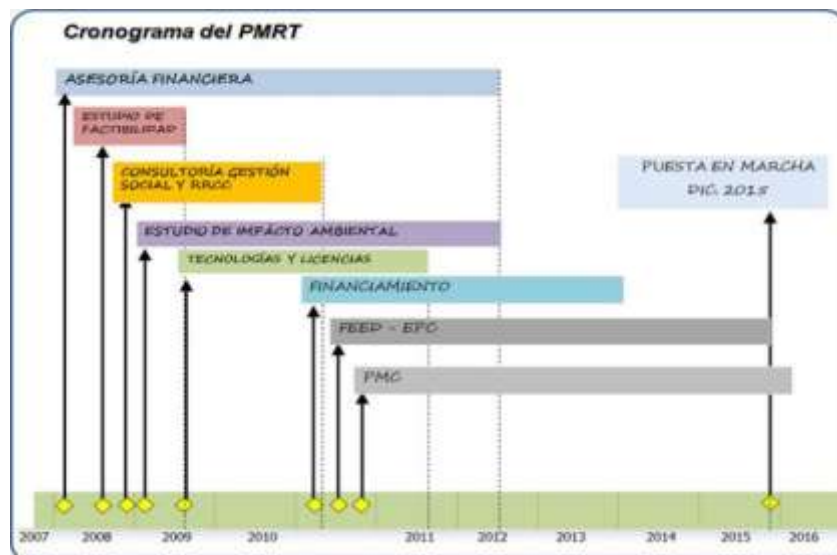 Cronograma del PMRT
ASESORÍA FINANCIERA
ESTUDIO DE
FACTIBILIDAD
CONSULTORÍA GESTIÓN
SOCIAL Y RRCC
PUESTA EN MARCHA
DIC. 2015
ESTUDIO DE IMPACTO AMBIENTAL
TECNOLOGÍAS Y LICENCIAS
FINANCIAMIENTO
FEED - EPC
PMC
2007 2008 2009 2010 2011 2012 2013 2014 2015 2016